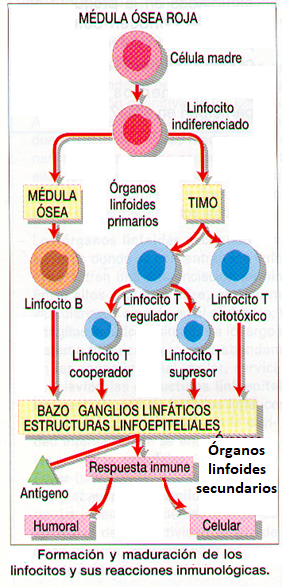 MÉDULA ÓSEA ROJA
Célula madre
Linfocito
indiferenciado
MÉDULA
ÓSEA
Órganos
linfoides
primarios
TIMO
Linfocito B
Linfocito T
regulador
Linfocito T
citotóxico
Linfocito T
cooperador
Linfocito T
supresor
BAZO GANGLIOS LINFÁTICOS
ESTRUCTURAS LINFOEPITELIALES
Órganos
linfoides
secundarios
Antígeno
Respuesta inmune
Humoral
Celular
Formación y maduración de los
linfocitos y sus reacciones inmunológicas.